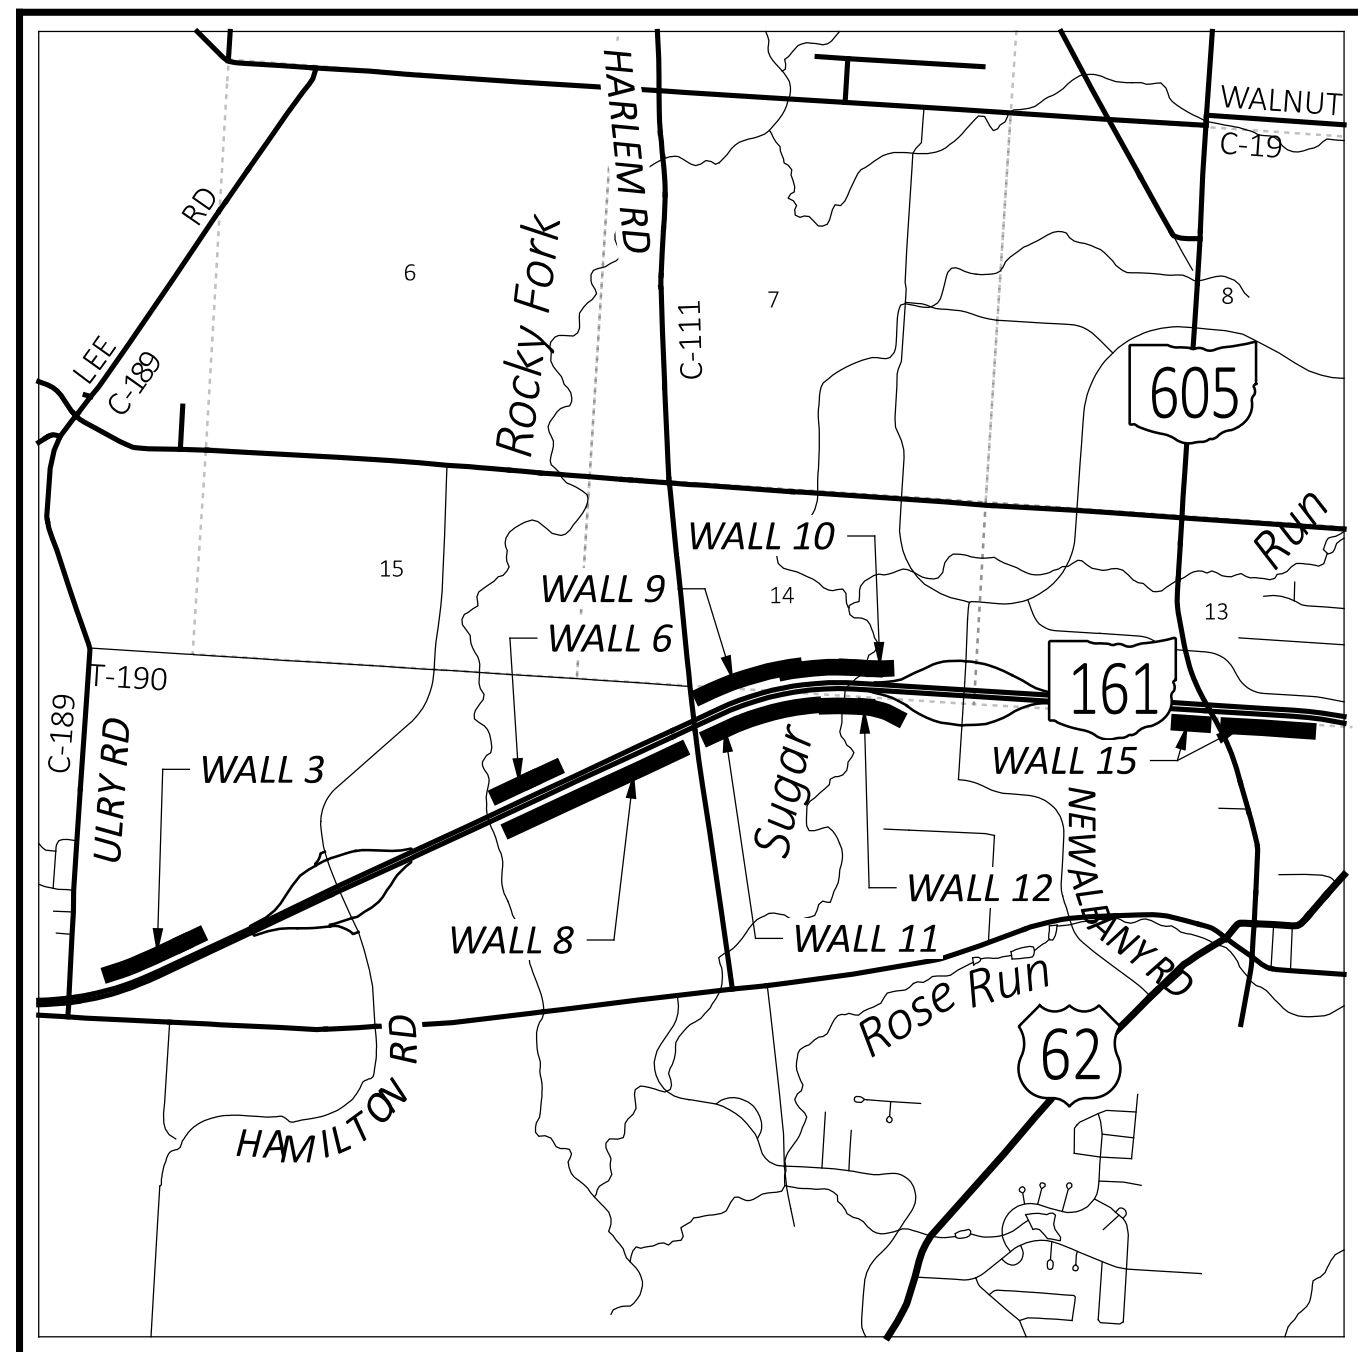 HARLEM RD
WALNUT
C-19
RD
Rocky Fork
6
7
8
C-111
LEE
C-189
605
Run
WALL 10
15
WALL 9
14
13
WALL 6
T-190
161
C-189
ULRY RD
WALL 3
Sugar
WALL 15
NEW ALBANY RD
WALL 12
WALL 8
WALL 11
Rose Run
62
HAMILTON RD